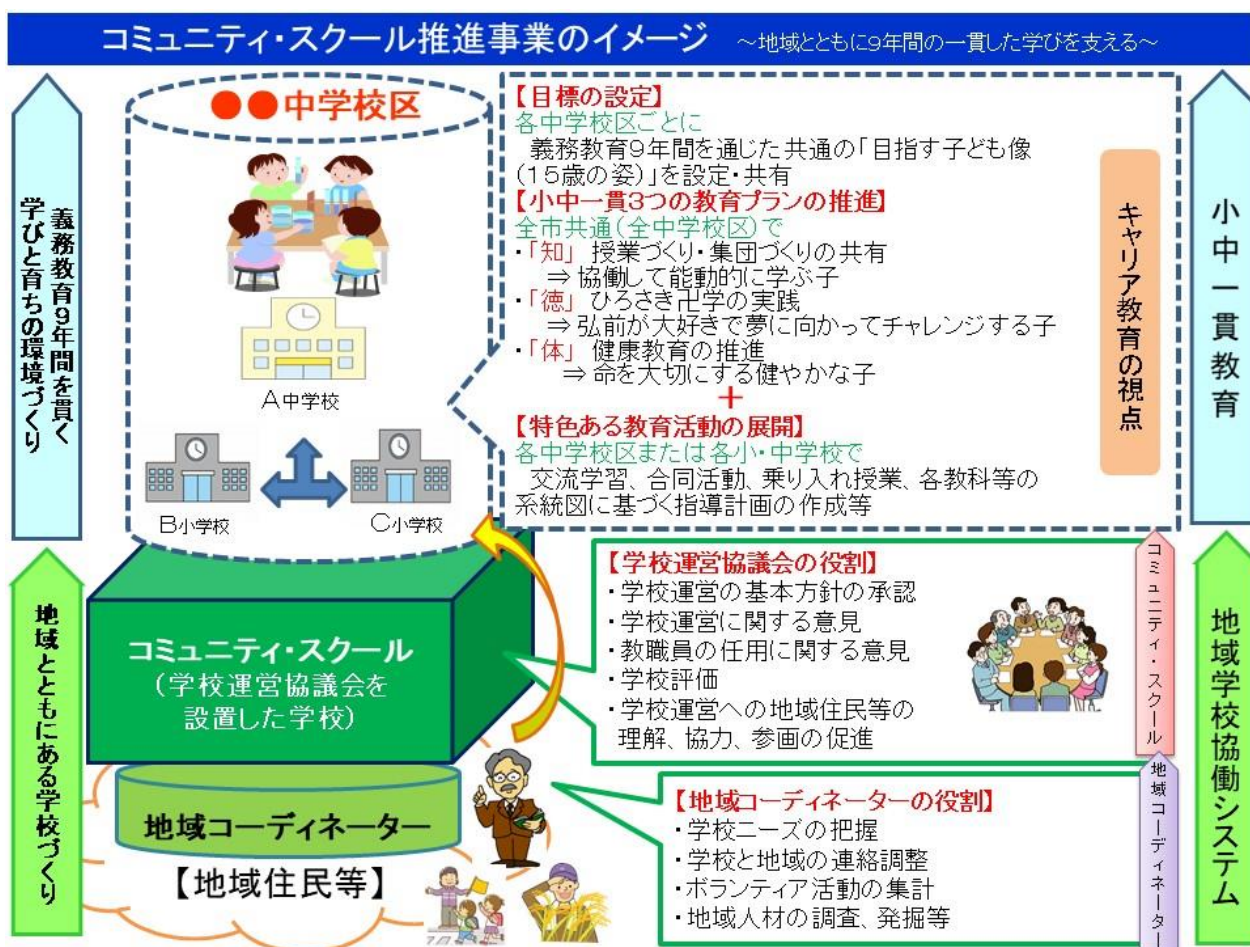 コミュニティ・スクール推進事業のイメージ ～地域とともに9年間の一貫した学びを支える～
義務教育9年間を貫く
学びと育ちの環境づくり
●●中学校区
A中学校
B小学校
C小学校
【目標の設定】
各中学校区ごとに
義務教育9年間を通じた共通の「目指す子ども像
(15歳の姿)」を設定・共有
【小中一貫3つの教育プランの推進】
全市共通(全中学校区)で
・「知」 授業づくり・集団づくりの共有
⇒ 協働して能動的に学ぶ子
・「徳」 ひろさき卍学の実践
⇒ 弘前が大好きで夢に向かってチャレンジする子
・「体」 健康教育の推進
⇒ 命を大切にする健やかな子
+
【特色ある教育活動の展開】
各中学校区または各小・中学校で
交流学習、合同活動、乗り入れ授業、各教科等の
系統図に基づく指導計画の作成等
キャリア教育の視点
小中一貫教育
地域とともにある学校づくり
コミュニティ・スクール
(学校運営協議会を
設置した学校)
地域コーディネーター
【地域住民等】
【学校運営協議会の役割】
・学校運営の基本方針の承認
・学校運営に関する意見
・教職員の任用に関する意見
・学校評価
・学校運営への地域住民等の
理解、協力、参画の促進
コミュニティ・スクール
【地域コーディネーターの役割】
・学校ニーズの把握
・学校と地域の連絡調整
・ボランティア活動の集計
・地域人材の調査、発掘等
地域コーディネーター
地域学校協働システム